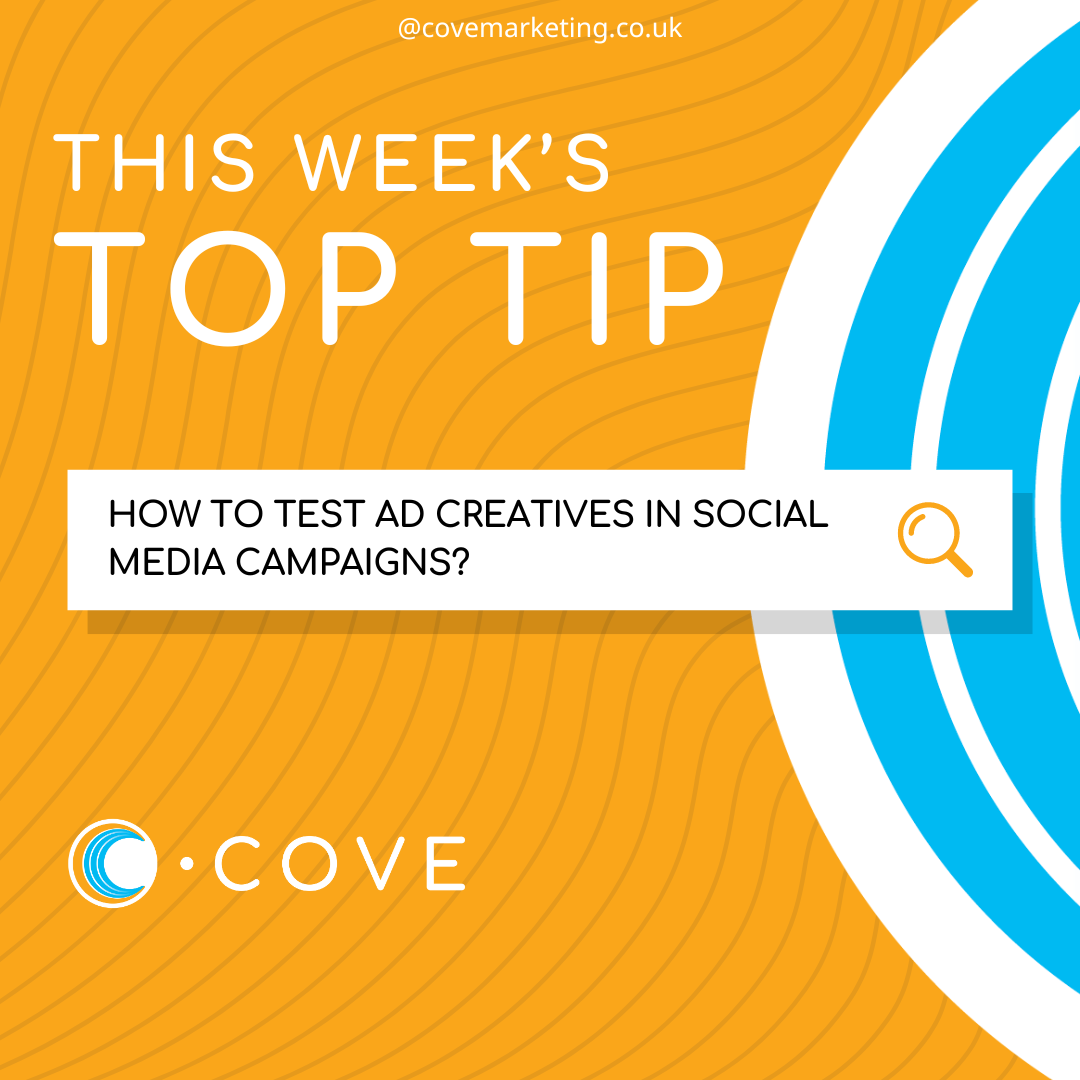 @covemarketing.co.uk
THIS WEEK’S
TOP TIP
HOW TO TEST AD CREATIVES IN SOCIAL
MEDIA CAMPAIGNS?
COVE